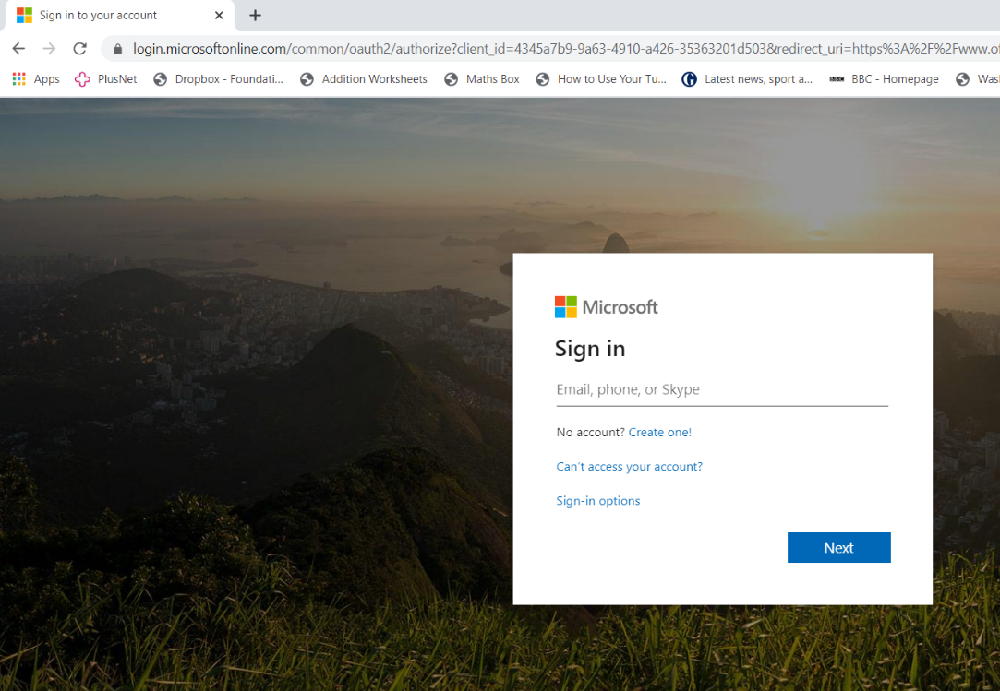 Sign in to your account
login.microsoftonline.com/common/oauth2/authorize?client_id=4345a7b9-9a63-4910-a426-35363201d503&redirect_uri=https%3A%2F%2Fwww.of
Apps PlusNet Dropbox - Foundati... Addition Worksheets Maths Box How to Use Your Tu... Latest news, sport a... BBC BBC - Homepage Was
Microsoft
Sign in
Email, phone, or Skype
No account? Create one!
Can't access your account?
Sign-in options
Next